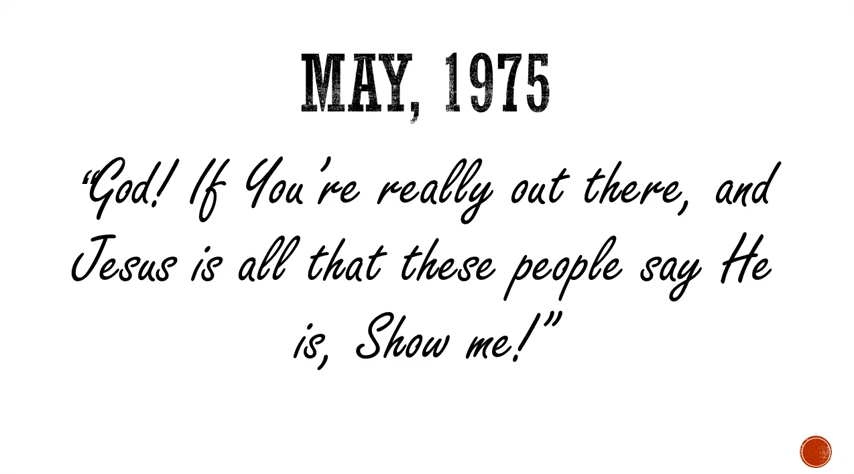 MAY, 1975
“God! If You’re really out there, and
Jesus is all that these people say He
is, Show me!”